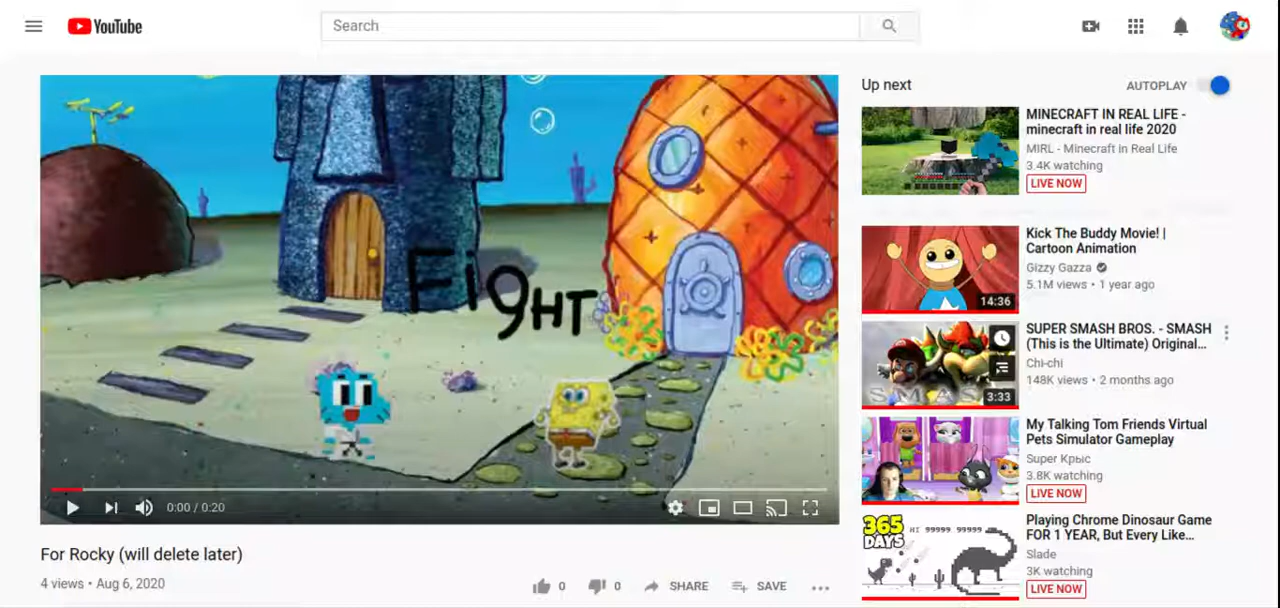 YouTube
Search
FIGHT
0:00 / 0:20
For Rocky (will delete later)
4 views • Aug 6, 2020
0
0
SHARE
SAVE
Up next
AUTOPLAY
MINECRAFT IN REAL LIFE -
minecraft in real life 2020
MIRL - Minecraft in Real Life
3.4K watching
LIVE NOW
14:36
Kick The Buddy Movie! |
Cartoon Animation
Gizzy Gazza
5.1M views • 1 year ago
SMAS
3:33
SUPER SMASH BROS. - SMASH
(This is the Ultimate) Original...
Chi-chi
148K views • 2 months ago
My Talking Tom Friends Virtual
Pets Simulator Gameplay
Super Крыс
3.8K watching
LIVE NOW
365
DAYS
HI 99999 99999
Playing Chrome Dinosaur Game
FOR 1 YEAR, But Every Like...
Slade
3K watching
LIVE NOW